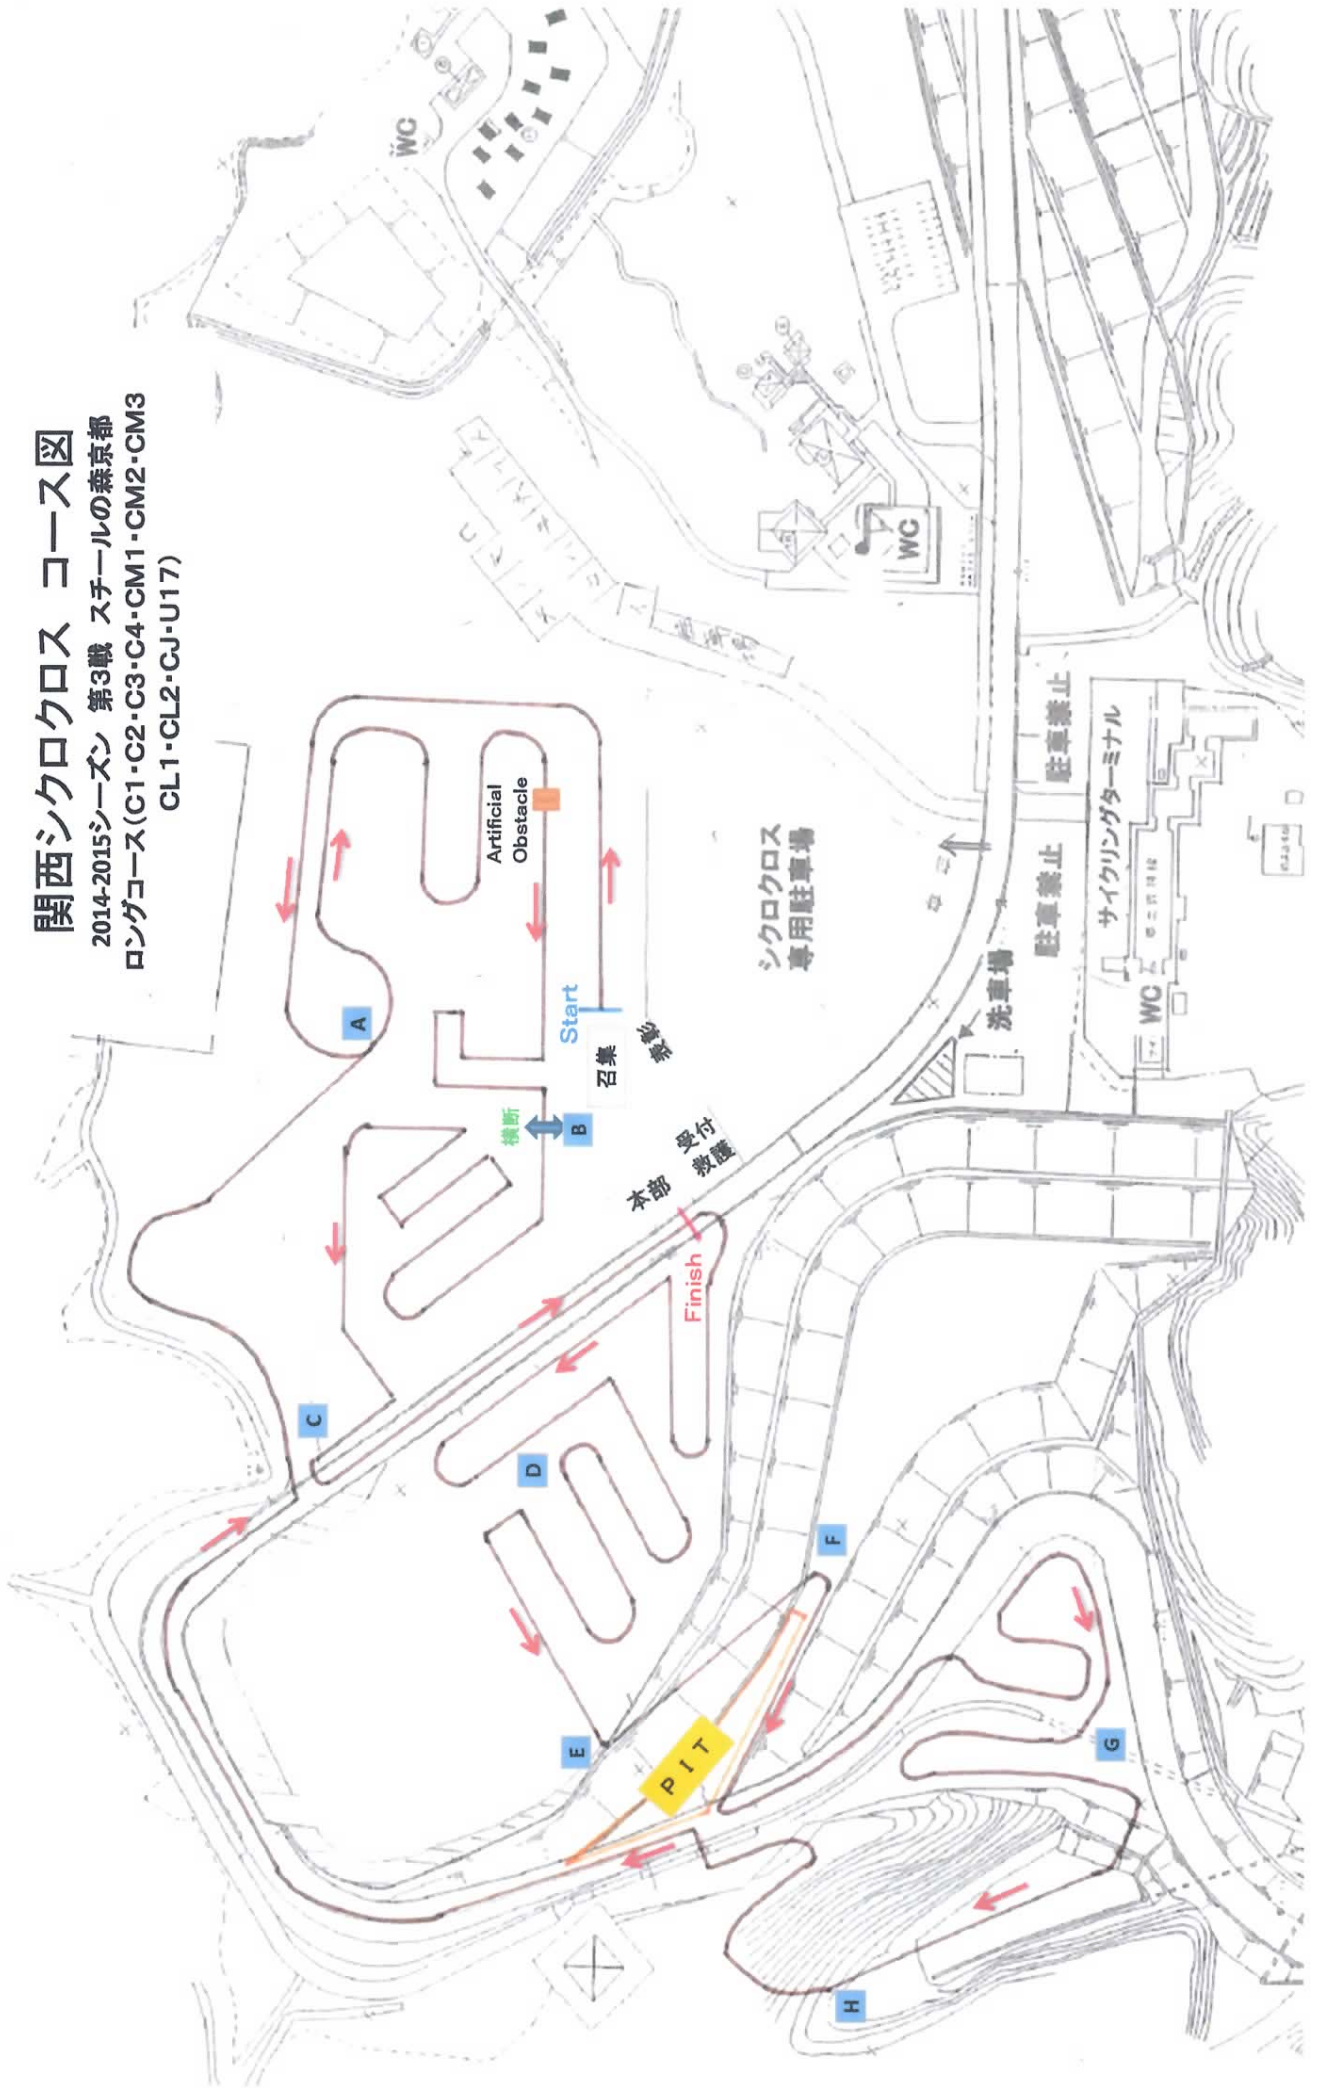 関西シクロクロス コース図
2014-2015シーズン 第3戦 スチールの森京都
ロングコース(C1・C2・C3・C4・CM1・CM2・CM3
CL1・CL2・CJ・U17)
WC
A
Artificial
Obstacle
Start
召集
表彰
横断
B
本部 受付
救護
C
Finish
D
E
F
PIT
G
H
シクロクロス
専用駐車場
洗車場
駐車禁止
駐車禁止
サイクリングターミナル
WC
WC